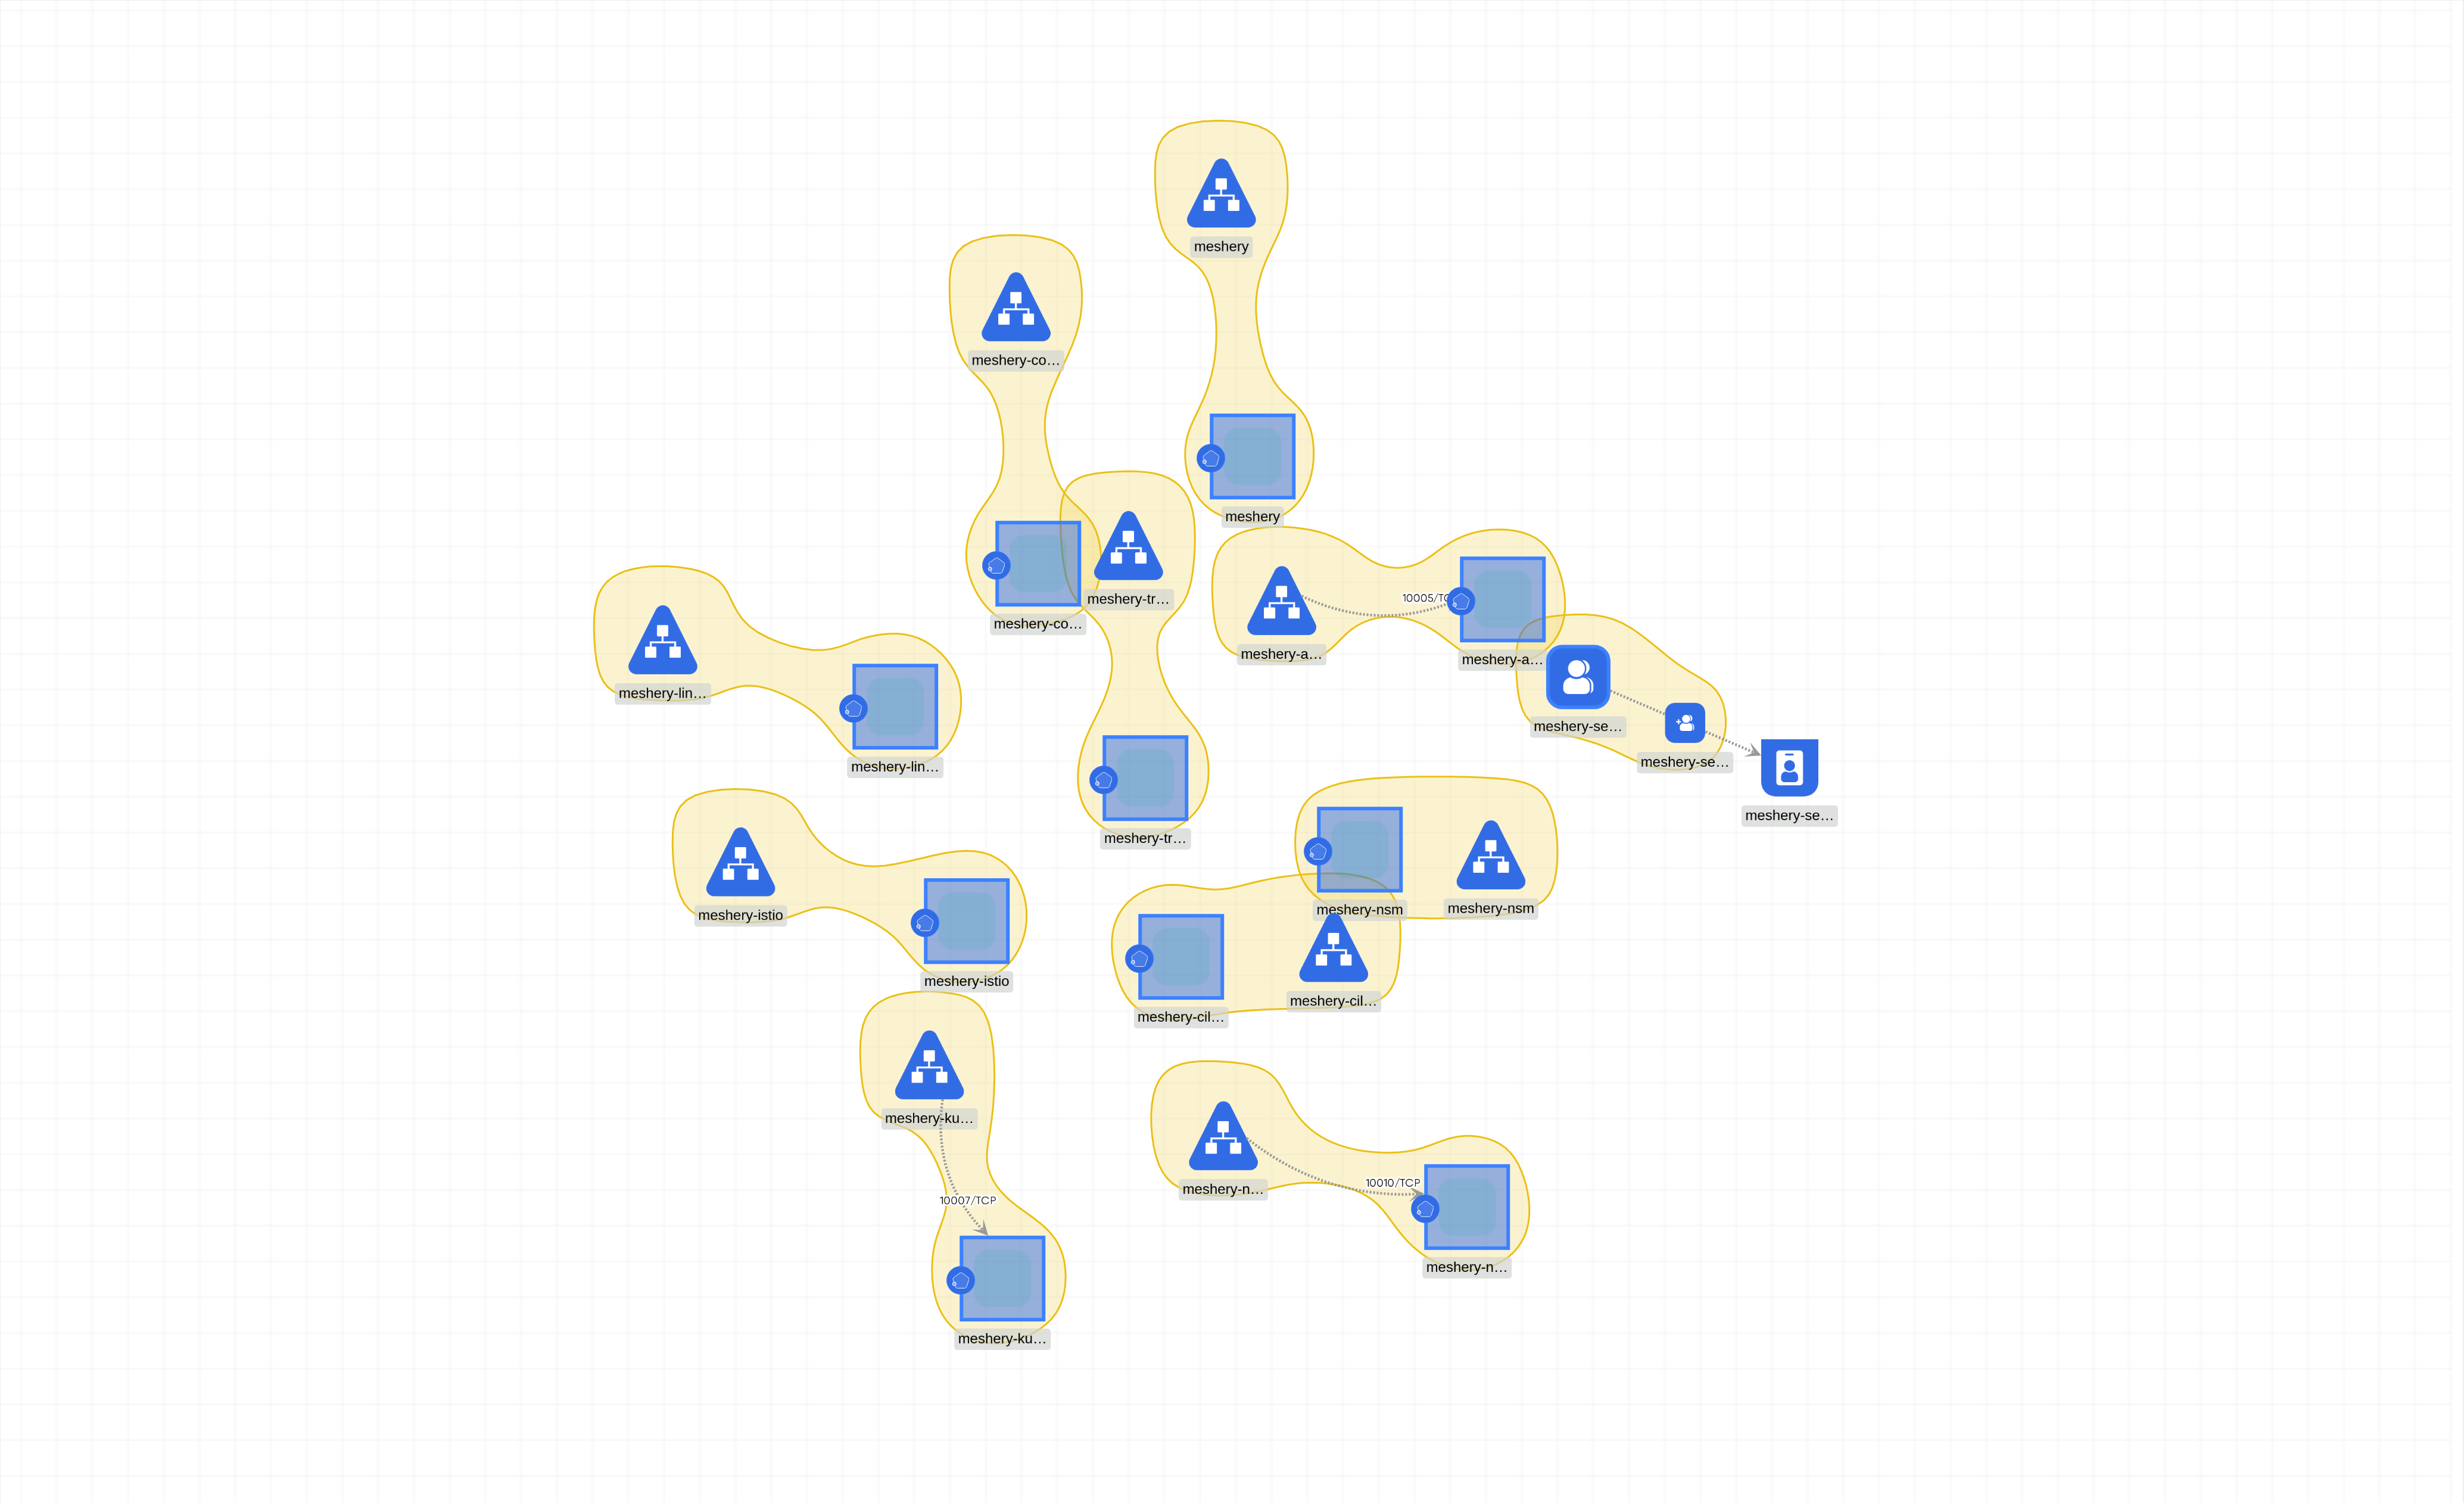 meshery
meshery-co…
meshery
meshery-tr…
meshery-co…
10005/TC
meshery-a…
meshery-a…
meshery-lin…
meshery-lin…
meshery-se…
meshery-se…
meshery-se…
meshery-tr…
meshery-istio
meshery-nsm
meshery-nsm
meshery-istio
meshery-cil…
meshery-cil…
meshery-ku…
meshery-n…
10010/TCP
10007/TCP
meshery-n…
meshery-ku…